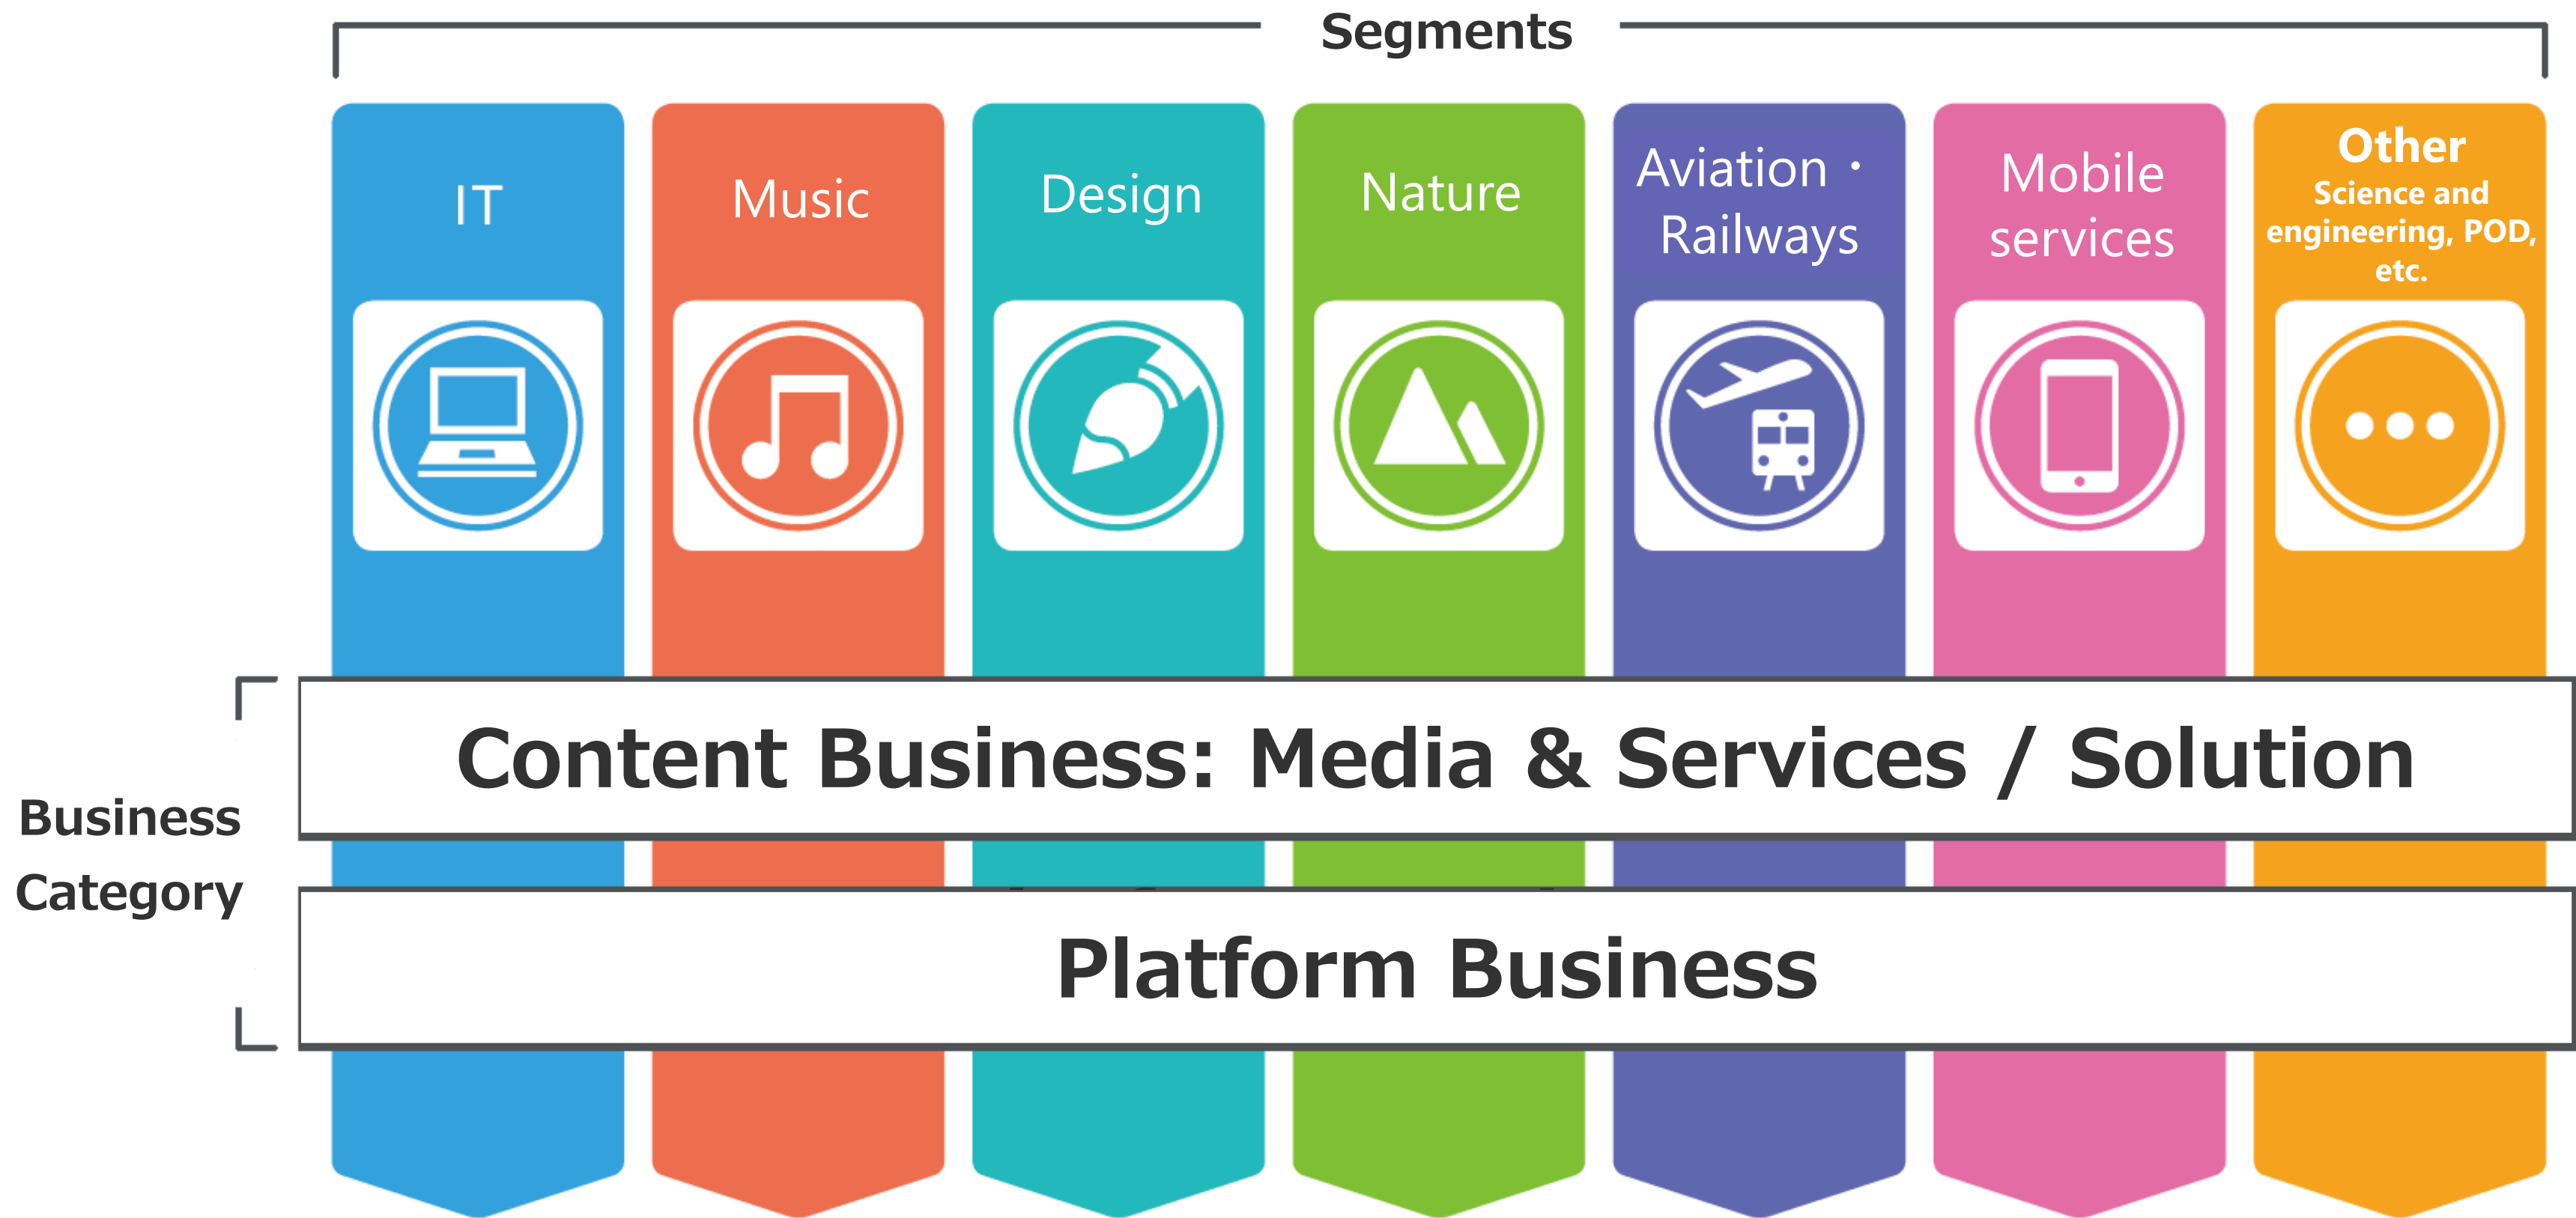 Segments
IT
Music
Design
Nature
Aviation・
Railways
Mobile
services
Other
Science and
engineering, POD,
etc.
Business
Category
Content Business: Media & Services / Solution
Platform Business